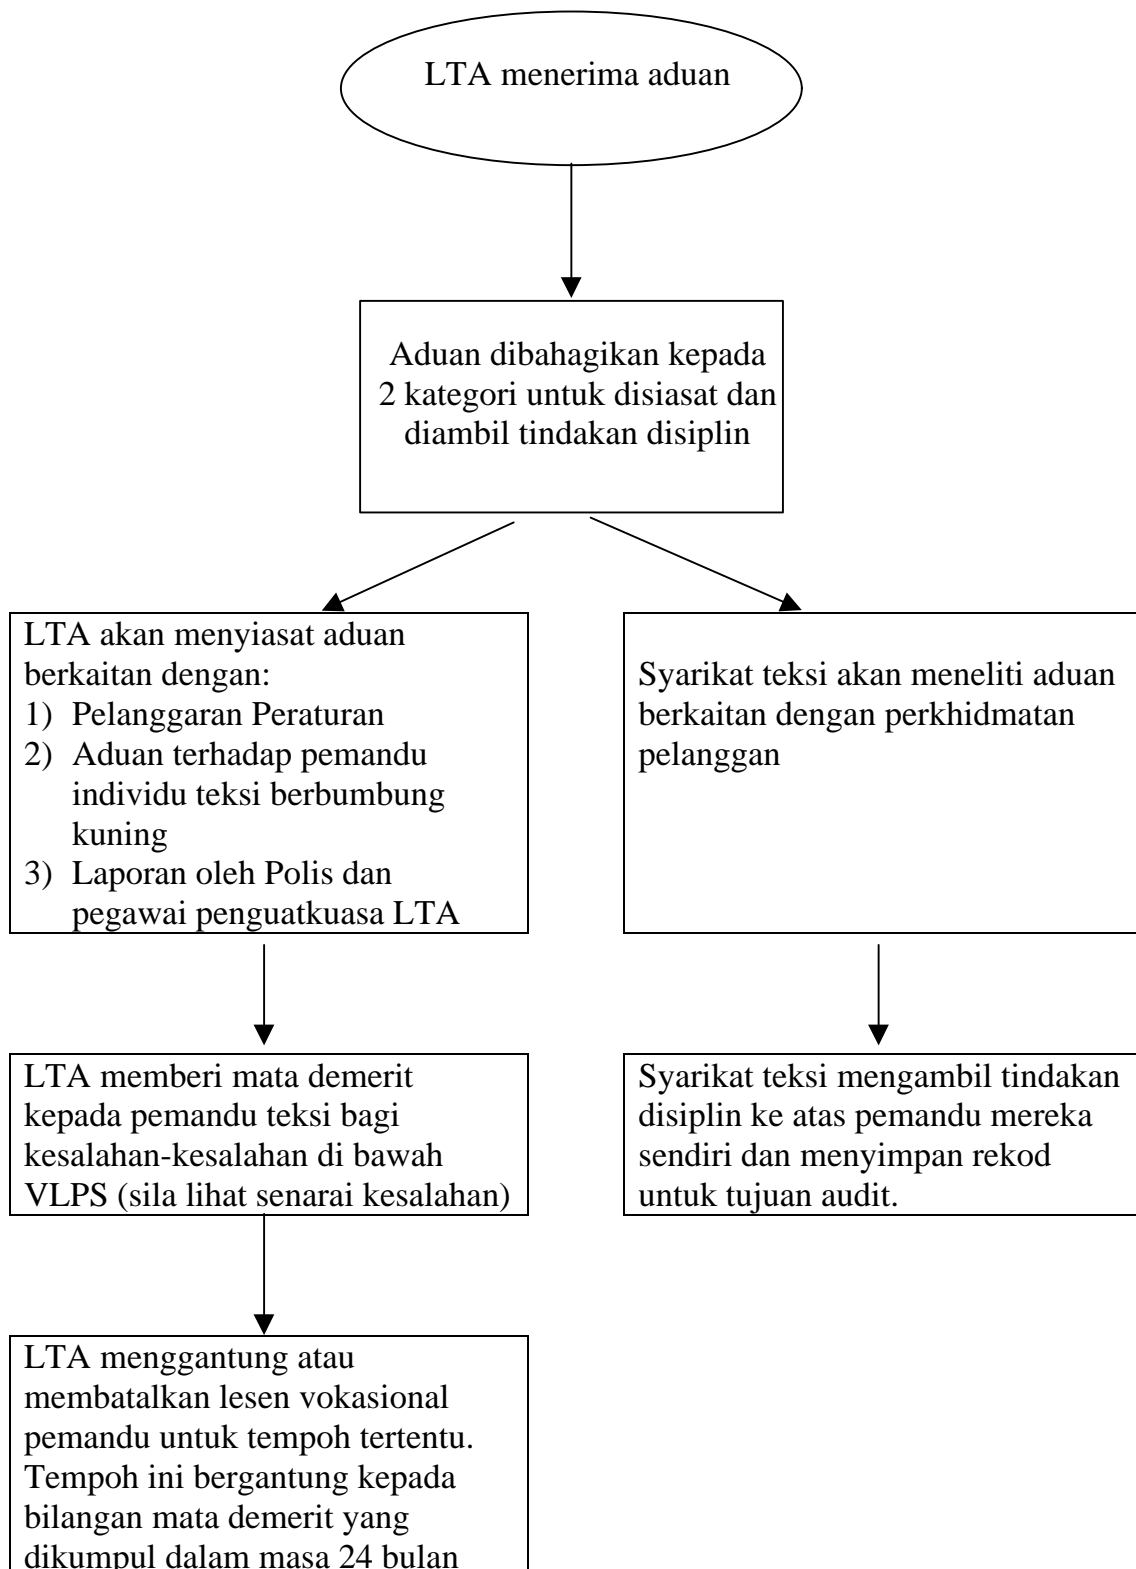 LTA menerima aduan
Aduan dibahagikan kepada
2 kategori untuk disiasat dan
diambil tindakan disiplin
LTA akan menyiasat aduan
berkaitan dengan:
1) Pelanggaran Peraturan
2) Aduan terhadap pemandu
individu teksi berbumbung
kuning
3) Laporan oleh Polis dan
pegawai penguatkuasa LTA
Syarikat teksi akan meneliti aduan
berkaitan dengan perkhidmatan
pelanggan
LTA memberi mata demerit
kepada pemandu teksi bagi
kesalahan-kesalahan di bawah
VLPS (sila lihat senarai kesalahan)
Syarikat teksi mengambil tindakan
disiplin ke atas pemandu mereka
sendiri dan menyimpan rekod
untuk tujuan audit.
LTA menggantung atau
membatalkan lesen vokasional
pemandu untuk tempoh tertentu.
Tempoh ini bergantung kepada
bilangan mata demerit yang
dikumpul dalam masa 24 bulan